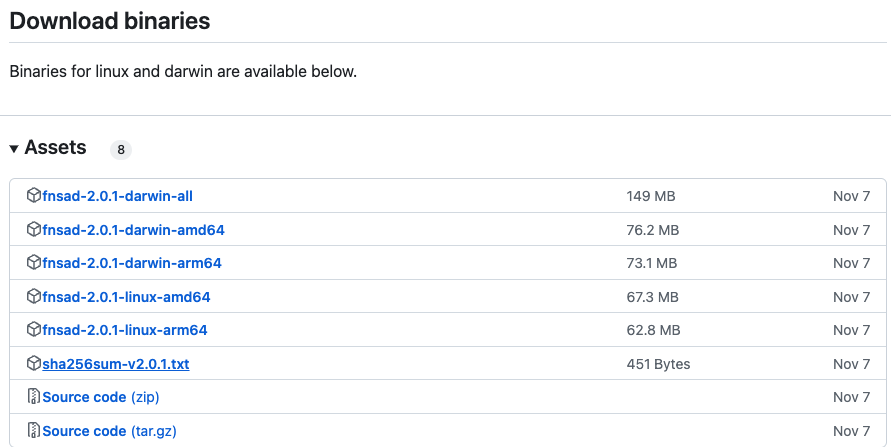 Download binaries
Binaries for linux and darwin are available below.
Assets 8
fnsad-2.0.1-darwin-all 149 MB Nov 7
fnsad-2.0.1-darwin-amd64 76.2 MB Nov 7
fnsad-2.0.1-darwin-arm64 73.1 MB Nov 7
fnsad-2.0.1-linux-amd64 67.3 MB Nov 7
fnsad-2.0.1-linux-arm64 62.8 MB Nov 7
sha256sum-v2.0.1.txt 451 Bytes Nov 7
Source code (zip) Nov 7
Source code (tar.gz) Nov 7